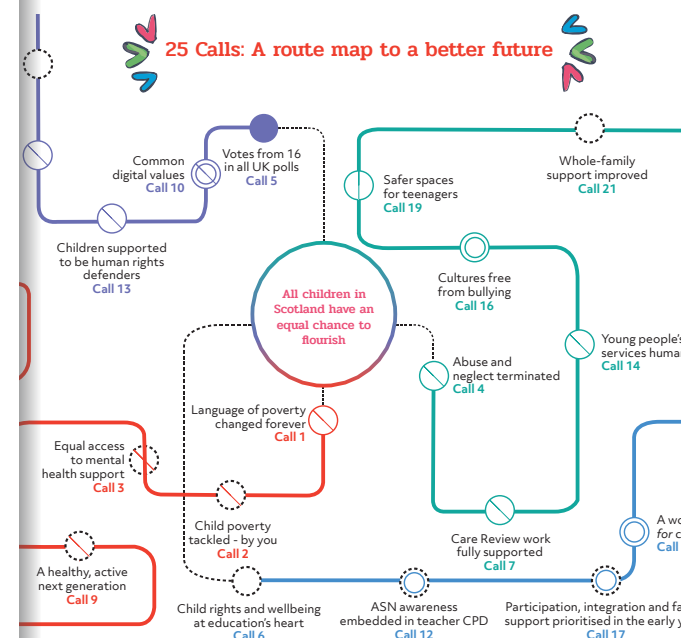 25 Calls: A route map to a better future
Common
digital values
Call 10
Votes from 16
in all UK polls
Call 5
Whole-family
support improved
Call 21
Safer spaces
for teenagers
Call 19
Children supported
to be human rights
defenders
Call 13
Cultures free
from bullying
Call 16
All children in
Scotland have an
equal chance to
flourish
Young people's
services
Call 14
Abuse and
neglect terminated
Call 4
Language of poverty
changed forever
Call 1
Equal access
to mental
health support
Call 3
Child poverty
tackled - by you
Call 2
Care Review work
fully supported
Call 7
A
for
Call
A healthy, active
next generation
Call 9
Child rights and wellbeing
at education's heart
Call 6
ASN awareness
embedded in teacher CPD
Call 12
Participation, integration and
support prioritised in the early
Call 17